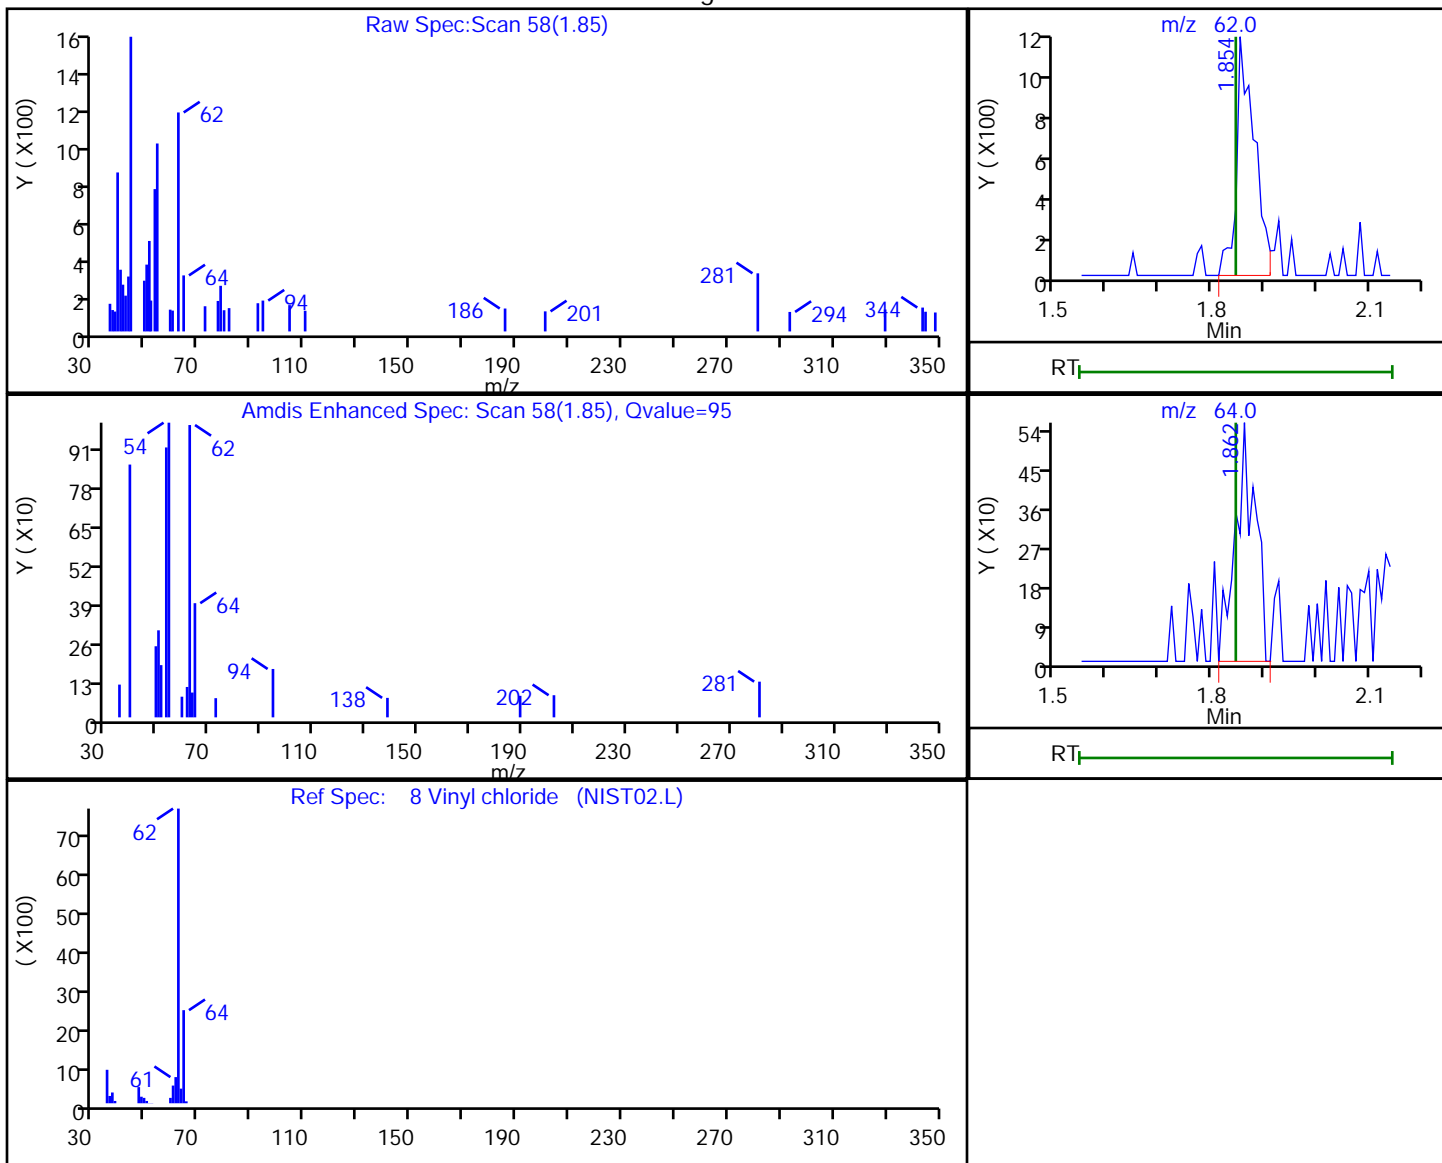 Raw Spec:Scan 58(1.85)
Y ( X100)
16
14
12
10
8
6
4
2
0
62
64
94
186
201
281
294
344
30 70 110 150 190 230 270 310 350
m/z
m/z 62.0
Y ( X100)
12
10
8
6
4
2
0
1.854
1.5 1.8 2.1
Min
RT
Amdis Enhanced Spec: Scan 58(1.85), Qvalue=95
Y ( X10)
91
78
65
52
39
26
13
0
54
62
64
94
138
202
281
30 70 110 150 190 230 270 310 350
m/z
m/z 64.0
Y ( X10)
54
45
36
27
18
9
0
1.862
1.5 1.8 2.1
Min
RT
Ref Spec: 8 Vinyl chloride (NIST02.L)
( X100)
70
60
50
40
30
20
10
0
62
64
61
30 70 110 150 190 230 270 310 350